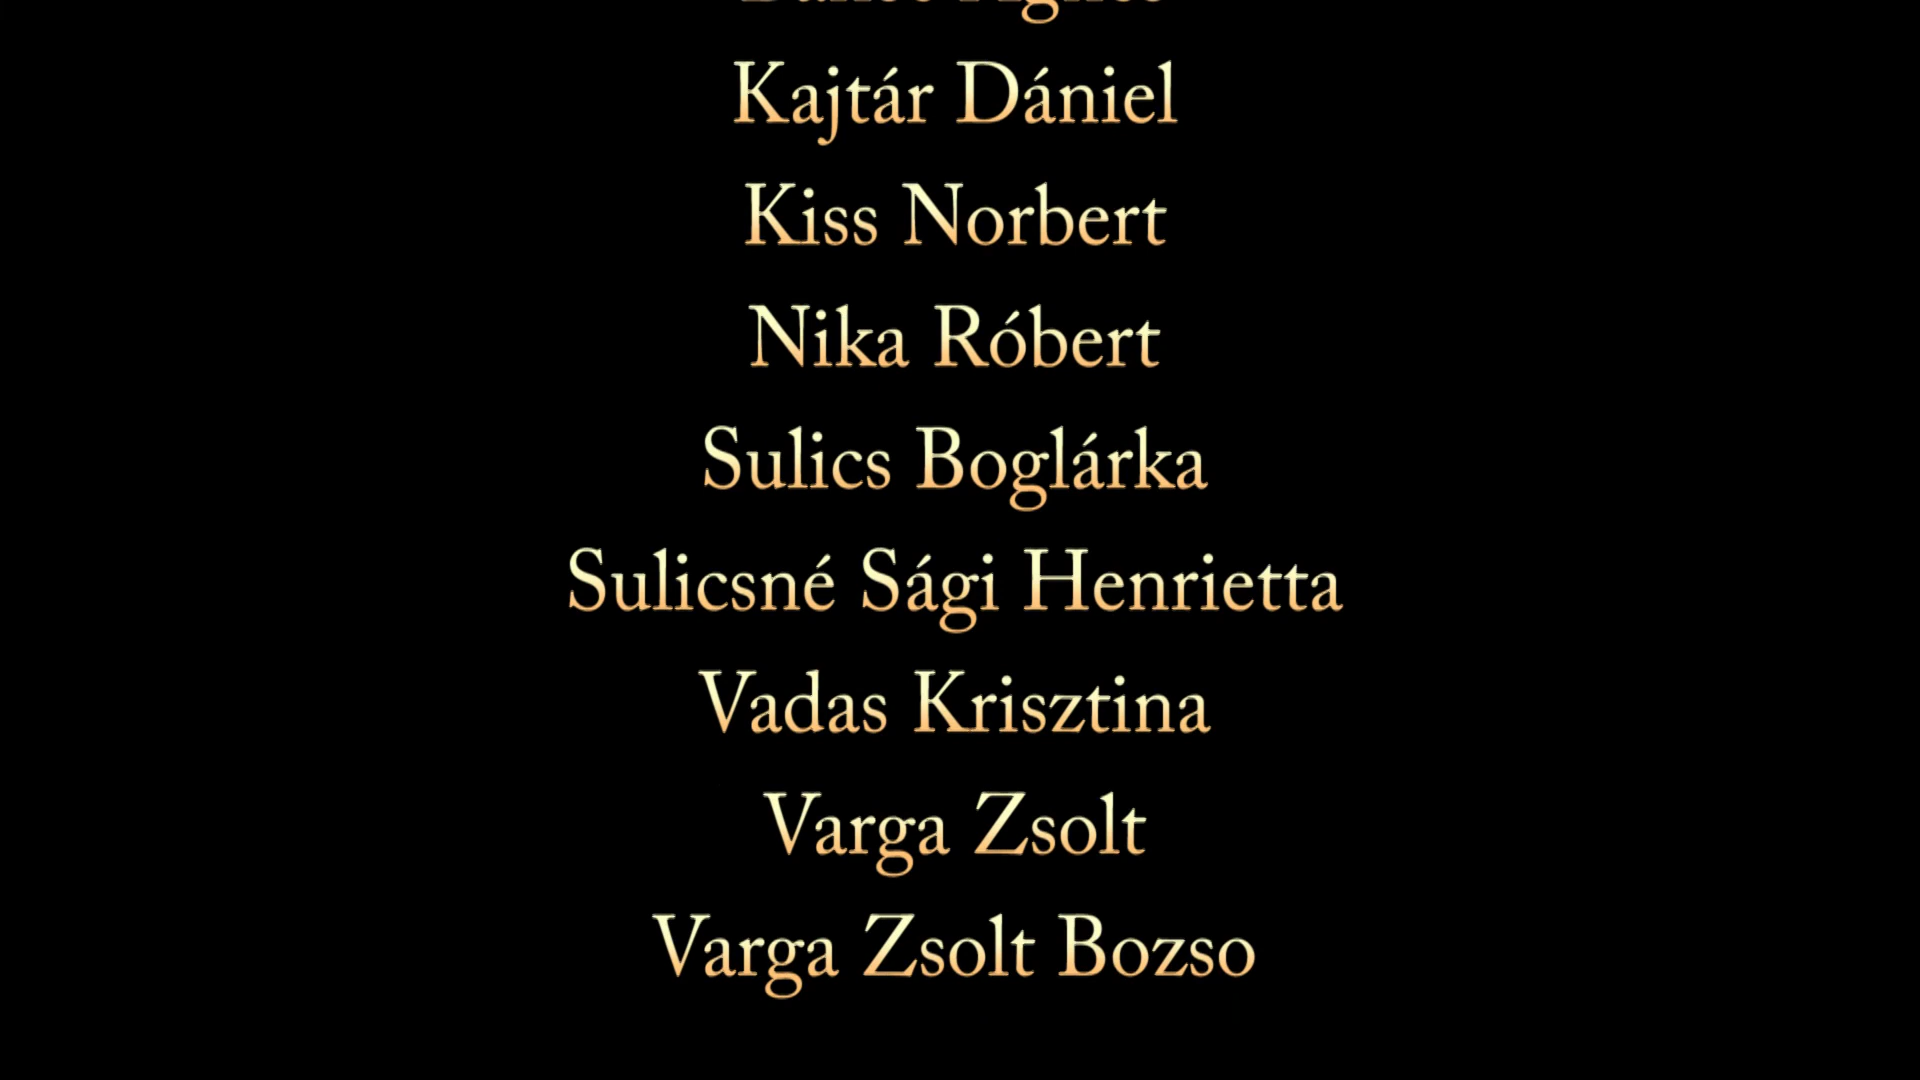 Kajtár Dániel
Kiss Norbert
Nika Róbert
Sulics Boglárka
Sulicsné Sági Henrietta
Vadas Krisztina
Varga Zsolt
Varga Zsolt Bozso